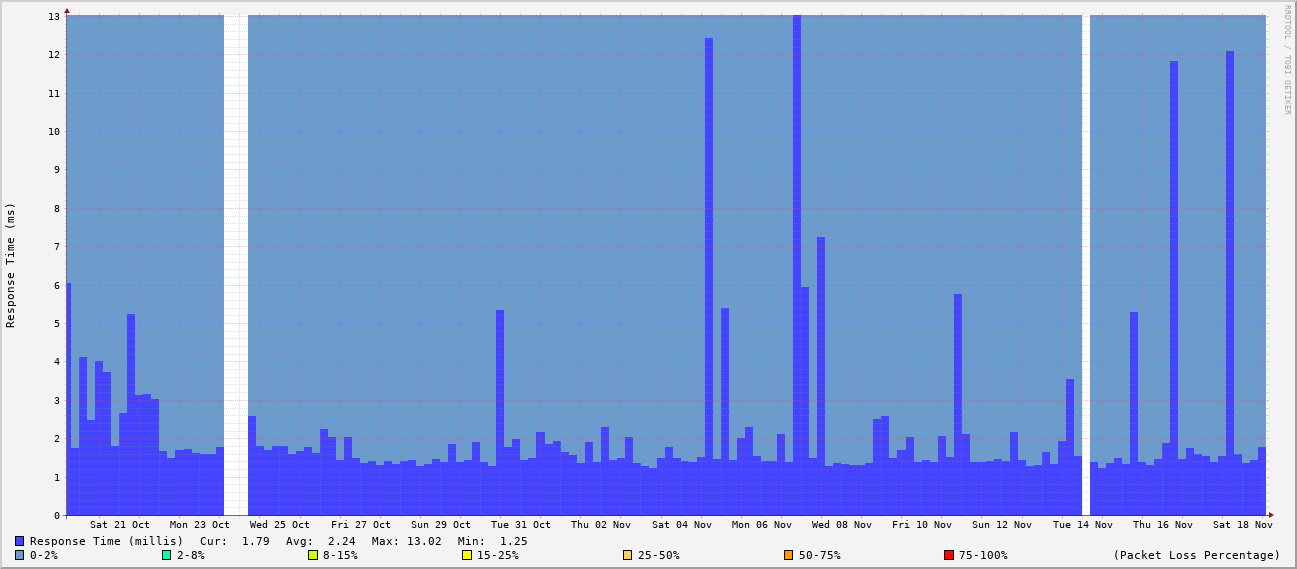 RRDTOOL / TOBI OETIKER
Response Time (ms)
13
12
11
10
9
8
7
6
5
4
3
2
1
0
Sat 21 Oct Mon 23 Oct Wed 25 Oct Fri 27 Oct Sun 29 Oct Tue 31 Oct Thu 02 Nov Sat 04 Nov Mon 06 Nov Wed 08 Nov Fri 10 Nov Sun 12 Nov Tue 14 Nov Thu 16 Nov Sat 18 Nov
Response Time (millis) Cur: 1.79 Avg: 2.24 Max: 13.02 Min: 1.25
0-2% 2-8% 8-15% 15-25% 25-50% 50-75% 75-100% (Packet Loss Percentage)